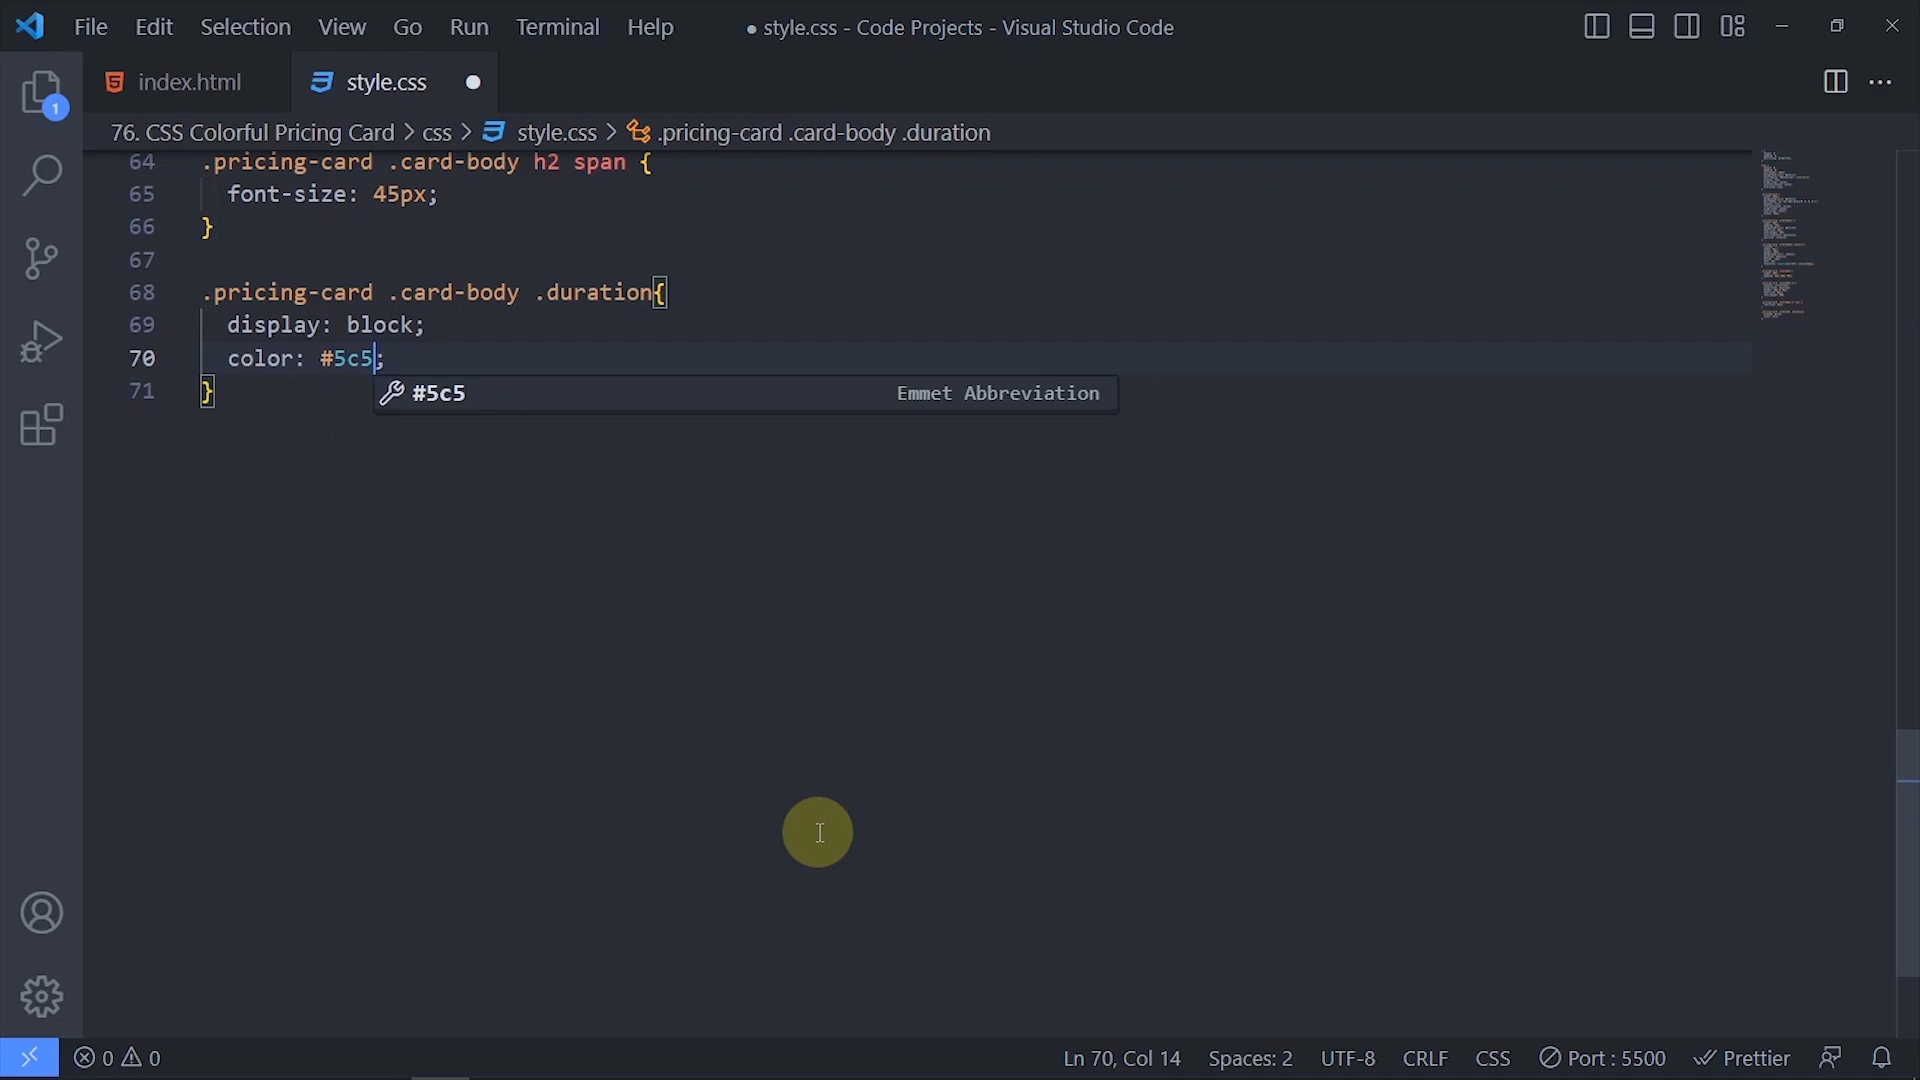 File Edit Selection View Go Run Terminal Help ● style.css - Code Projects - Visual Studio Code
index.html style.css
1
76. CSS Colorful Pricing Card > css > style.css > .pricing-card .card-body .duration
64 .pricing-card .card-body h2 span {
65 font-size: 45px;
66 }
67
68 .pricing-card .card-body .duration{
69 display: block;
70 color: #5c5;
71 }
#5c5 Emmet Abbreviation
0 0 Ln 70, Col 14 Spaces: 2 UTF-8 CRLF CSS Port : 5500 Prettier